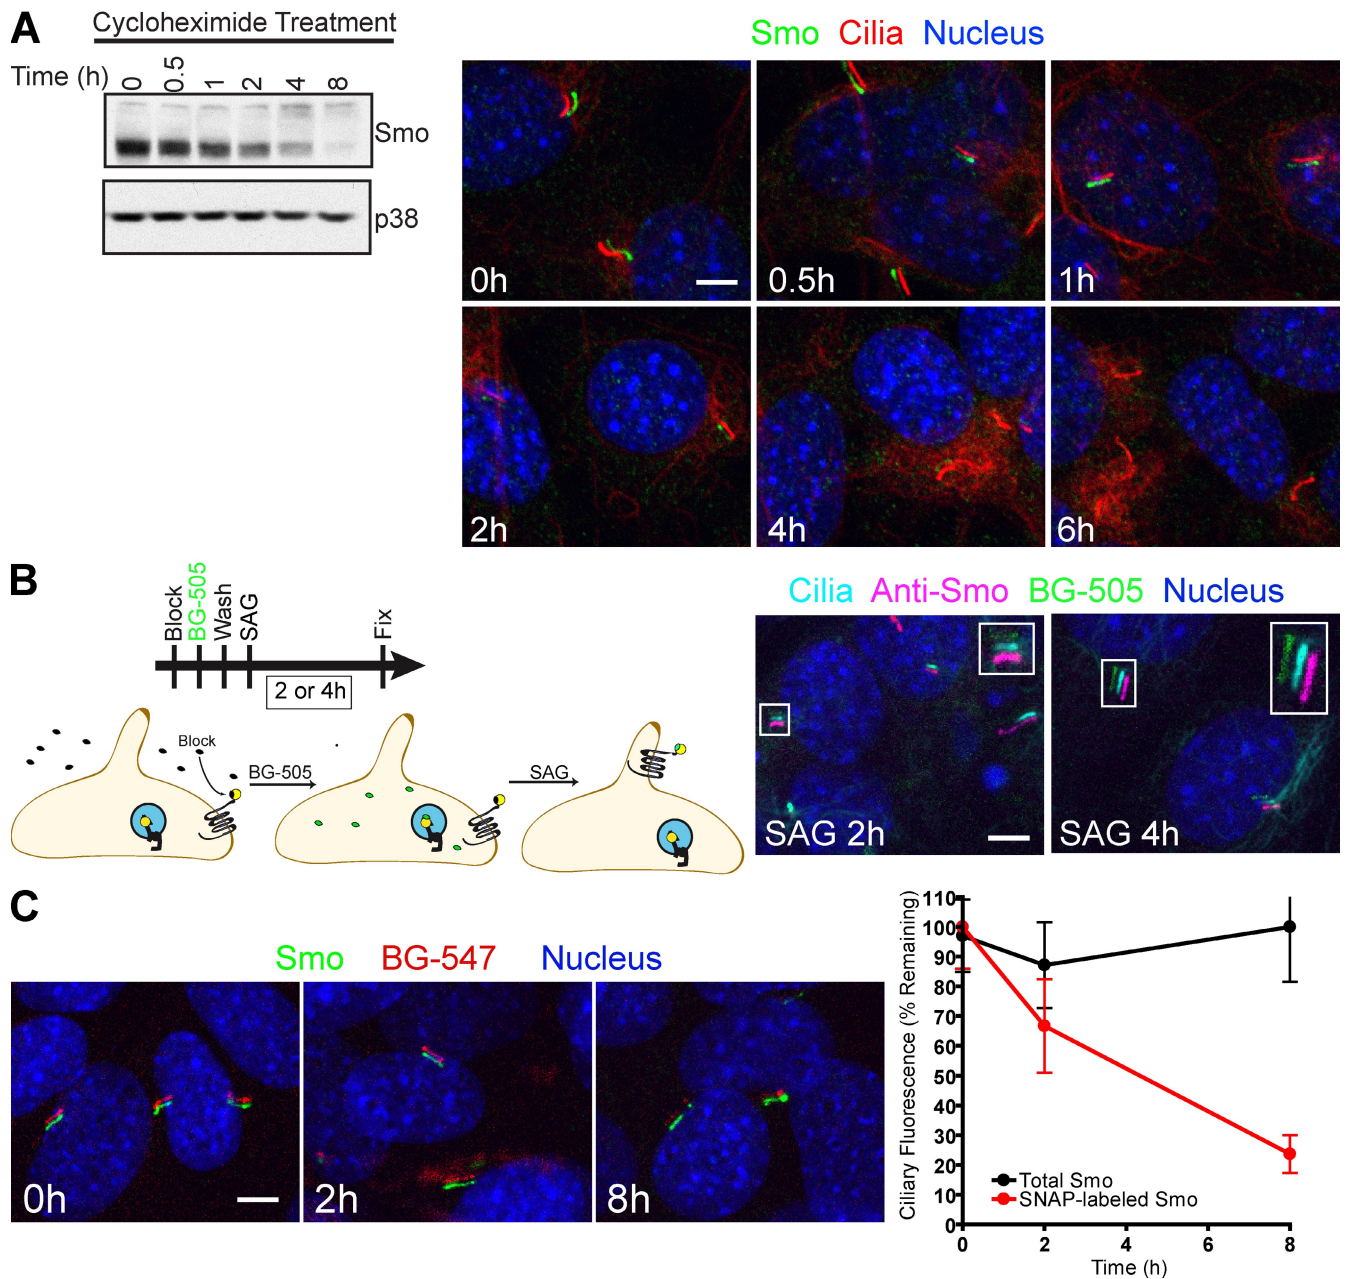 A
Cycloheximide Treatment
Time (h) 0 0.5 1 2 4 8
Smo
p38
Smo Cilia Nucleus
0h
0.5h
1h
2h
4h
6h
B
Block
BG-505
Wash
SAG
Fix
2 or 4h
Block
BG-505
SAG
Cilia Anti-Smo BG-505 Nucleus
SAG 2h
SAG 4h
C
Smo BG-547 Nucleus
0h
2h
8h
Ciliary Fluorescence (% Remaining)
110
100
90
80
70
60
50
40
30
20
10
0
Total Smo
SNAP-labeled Smo
0 2 4 6 8
Time (h)